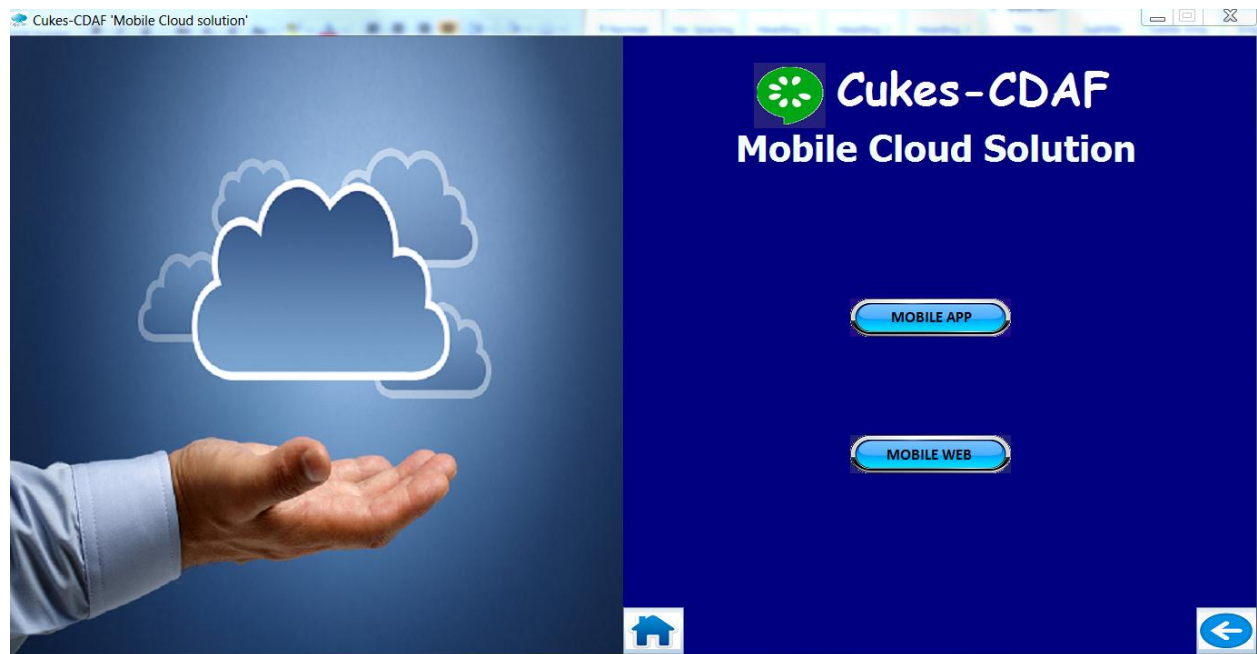 Cukes-CDAF 'Mobile Cloud solution'
Cukes-CDAF
Mobile Cloud Solution
MOBILE APP
MOBILE WEB